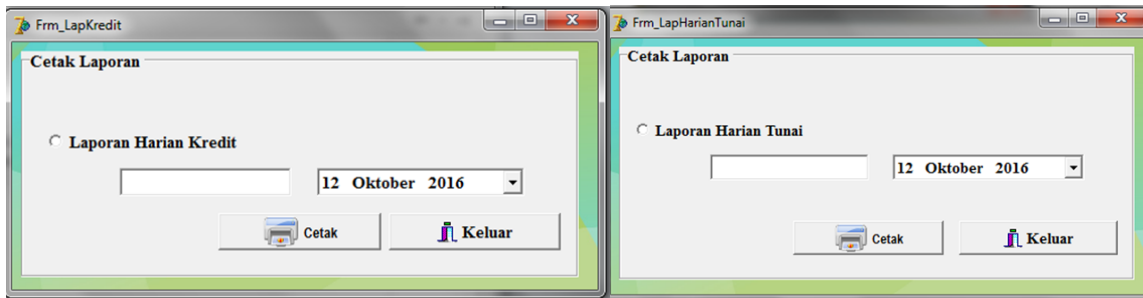 Frm_LapKredit
Cetak Laporan
Laporan Harian Kredit
12 Oktober 2016
Cetak
Keluar
Frm_LapHarianTunai
Cetak Laporan
Laporan Harian Tunai
12 Oktober 2016
Cetak
Keluar